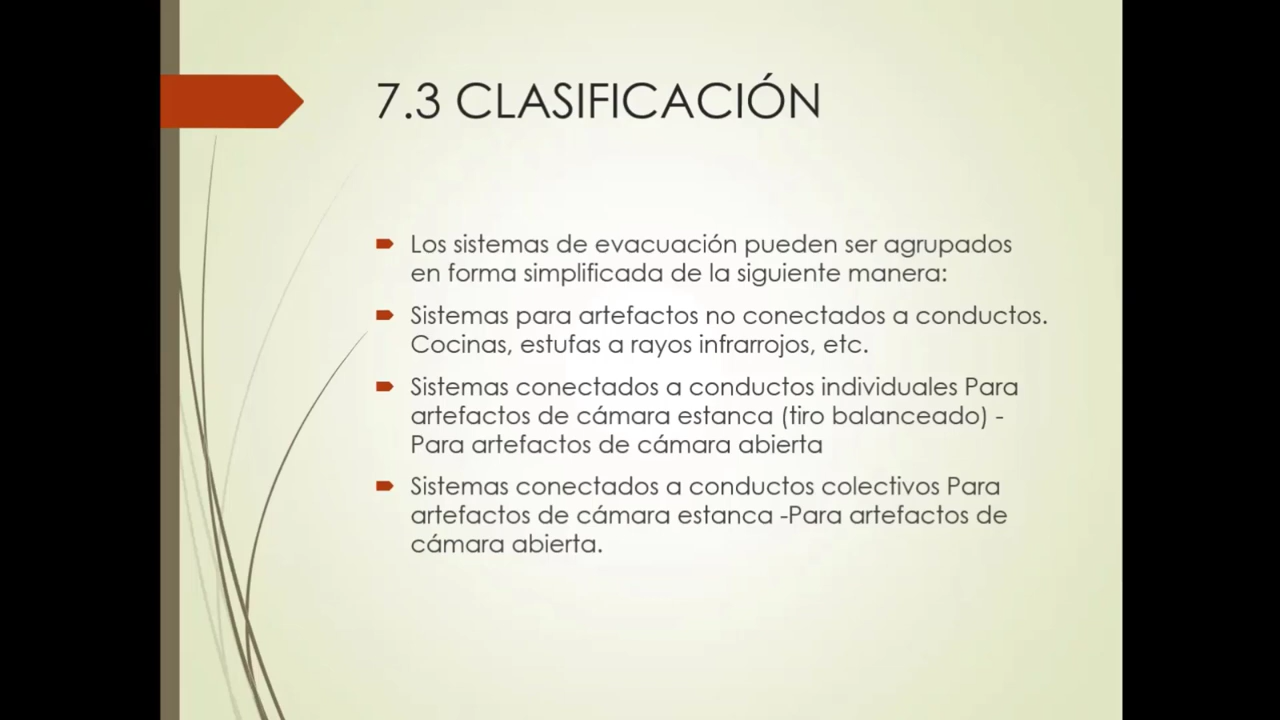 7.3 CLASIFICACIÓN
Los sistemas de evacuación pueden ser agrupados
en forma simplificada de la siguiente manera:
Sistemas para artefactos no conectados a conductos.
Cocinas, estufas a rayos infrarrojos, etc.
Sistemas conectados a conductos individuales Para
artefactos de cámara estanca (tiro balanceado) -
Para artefactos de cámara abierta
Sistemas conectados a conductos colectivos Para
artefactos de cámara estanca -Para artefactos de
cámara abierta.